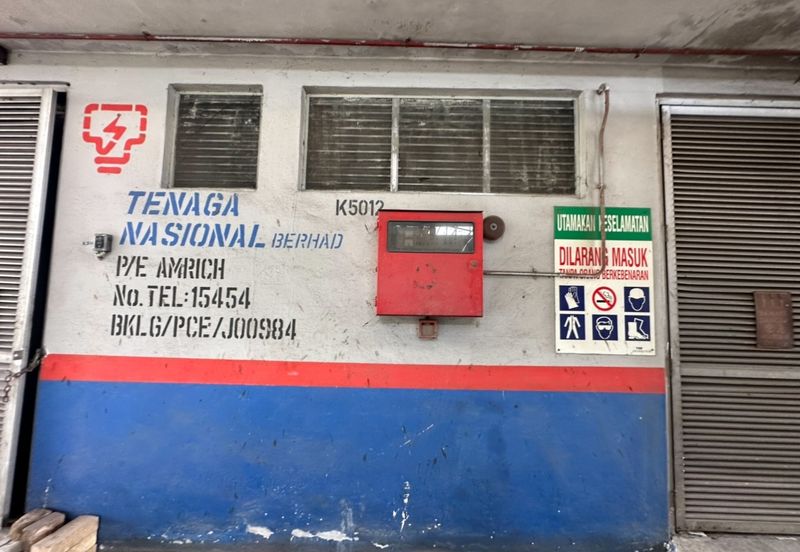 TENAGA
NASIONAL BERHAD
P/E AMRICH
No.TEL:15454
BKLG/PCE/J00984
K5012
UTAMAKAN KESELAMATAN
DILARANG MASUK
TANPA ORANG BERKEBENARAN